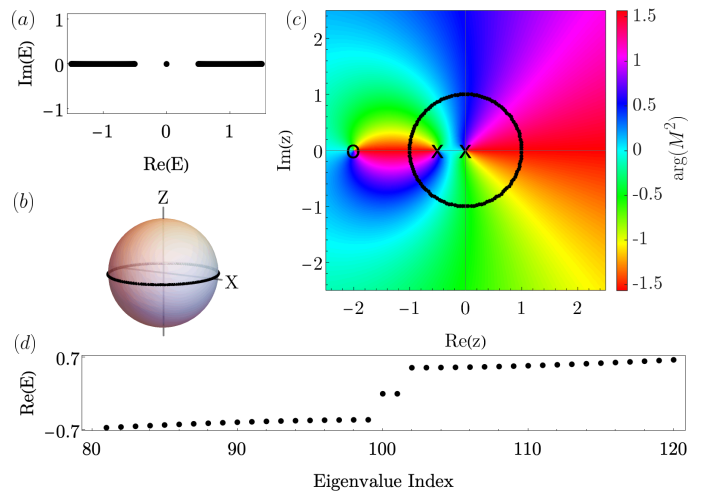 (a)
1
0
−1
Im(E)
−1 0 1
Re(E)
(b)
Z
X
(c)
2
1
0
−1
−2
Im(z)
o x x
−2 −1 0 1 2
Re(z)
1.5
1
0.5
0
-0.5
-1
-1.5
arg(M²)
(d)
0.7
−0.7
Re(E)
80 90 100 110 120
Eigenvalue Index